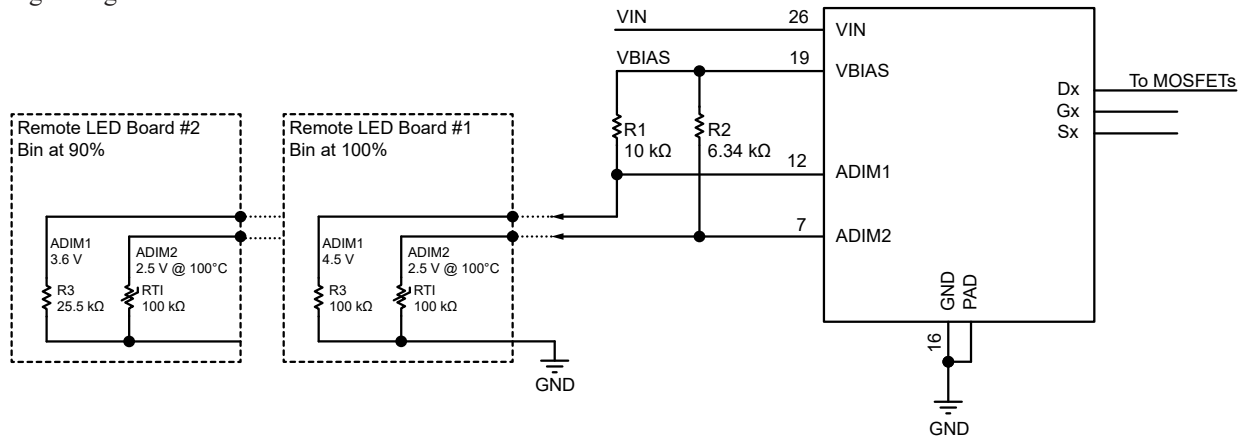 VIN
26
VIN
VBIAS
19
VBIAS
Dx
To MOSFETs
Gx
Sx
Remote LED Board #2
Bin at 90%
Remote LED Board #1
Bin at 100%
R1
10 kΩ
R2
6.34 kΩ
12
ADIM1
7
ADIM2
ADIM1
3.6 V
ADIM2
2.5 V @ 100°C
R3
25.5 kΩ
RTI
100 kΩ
ADIM1
4.5 V
ADIM2
2.5 V @ 100°C
R3
100 kΩ
RTI
100 kΩ
GND
GND
PAD
16
GND